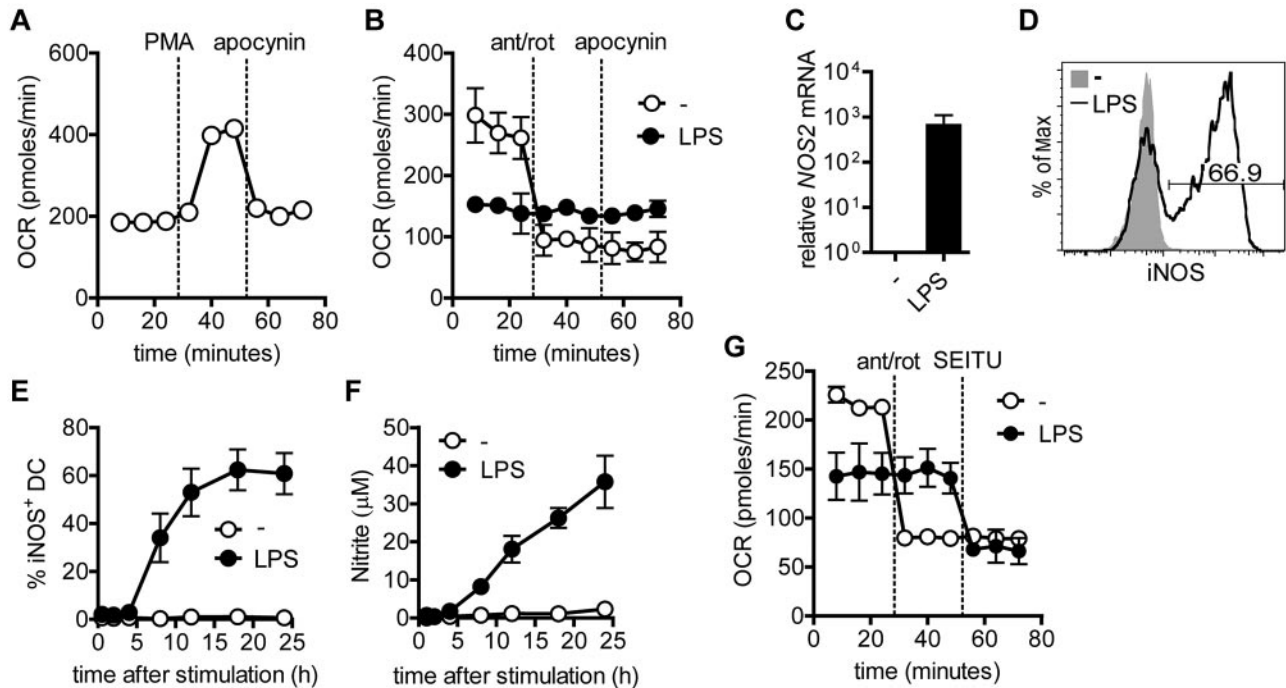 A
PMA apocynin
600
400
200
0
OCR (pmoles/min)
0 20 40 60 80
time (minutes)
B
ant/rot apocynin
400
300
200
100
0
OCR (pmoles/min)
-
LPS
0 20 40 60 80
time (minutes)
C
10⁴
10³
10²
10¹
10⁰
relative NOS2 mRNA
- LPS
D
-
LPS
66.9
% of Max
iNOS
E
80
60
40
20
0
% iNOS⁺ DC
-
LPS
0 5 10 15 20 25
time after stimulation (h)
F
-
LPS
50
40
30
20
10
0
Nitrite (µM)
0 5 10 15 20 25
time after stimulation (h)
G
ant/rot SEITU
250
200
150
100
50
0
OCR (pmoles/min)
-
LPS
0 20 40 60 80
time (minutes)